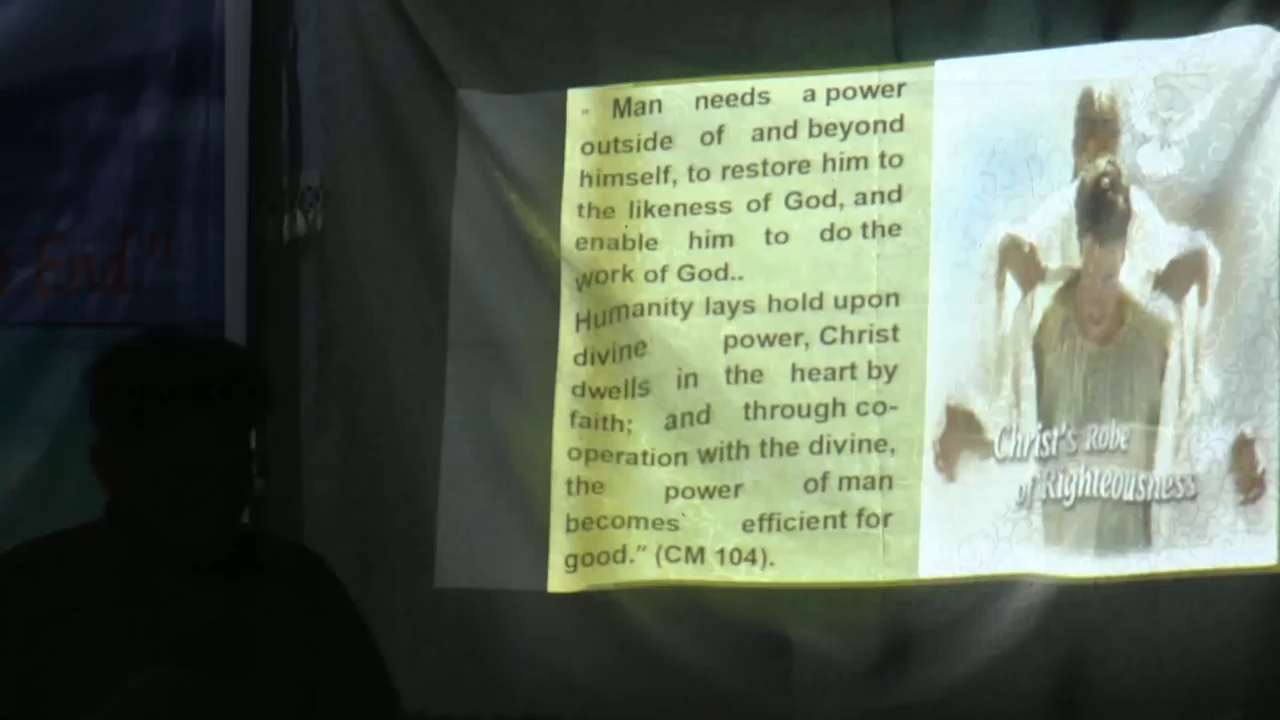 End."
" Man needs a power
outside of and beyond
himself, to restore him to
the likeness of God, and
enable him to do the
work of God..
Humanity lays hold upon
divine power, Christ
dwells in the heart by
faith; and through co-
operation with the divine,
the power of man
becomes efficient for
good." (CM 104).
Christ's Robe
of Righteousness